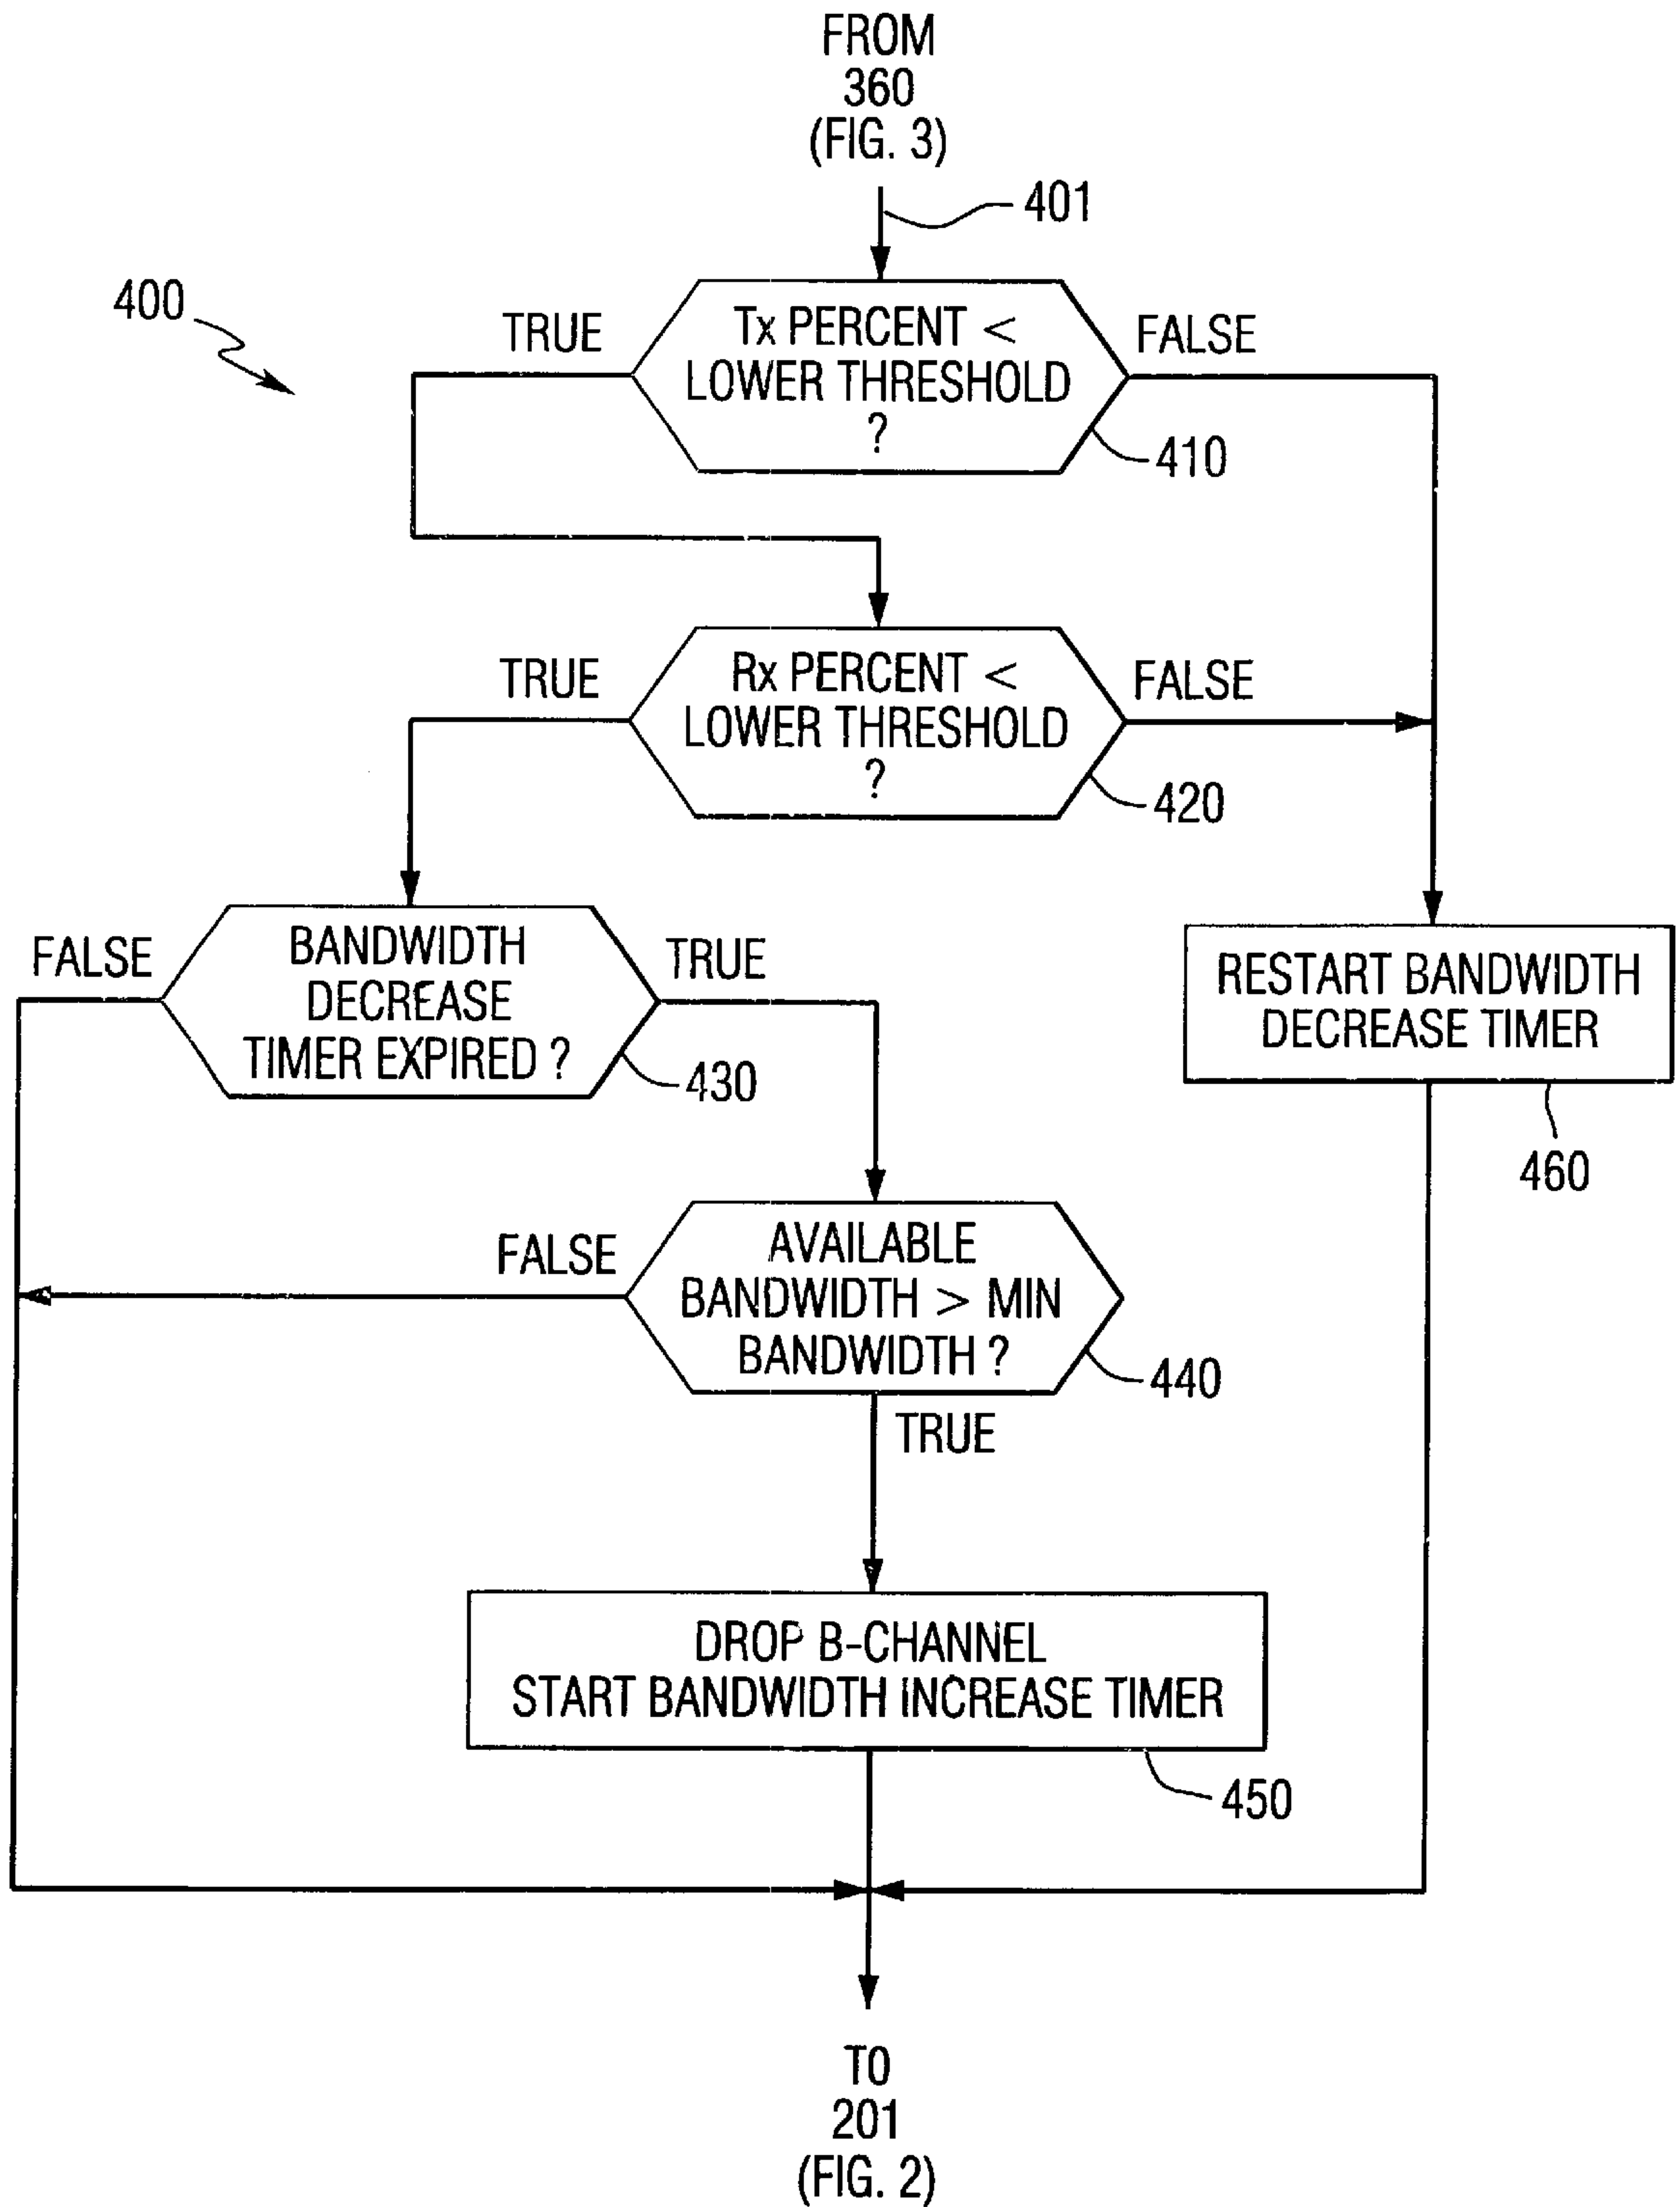 FROM
360
(FIG. 3)
401
400
TRUE
Tx PERCENT <
LOWER THRESHOLD
?
FALSE
410
TRUE
Rx PERCENT <
LOWER THRESHOLD
?
FALSE
420
FALSE
BANDWIDTH
DECREASE
TIMER EXPIRED ?
TRUE
430
RESTART BANDWIDTH
DECREASE TIMER
460
FALSE
AVAILABLE
BANDWIDTH > MIN
BANDWIDTH ?
440
TRUE
DROP B-CHANNEL
START BANDWIDTH INCREASE TIMER
450
TO
201
(FIG. 2)